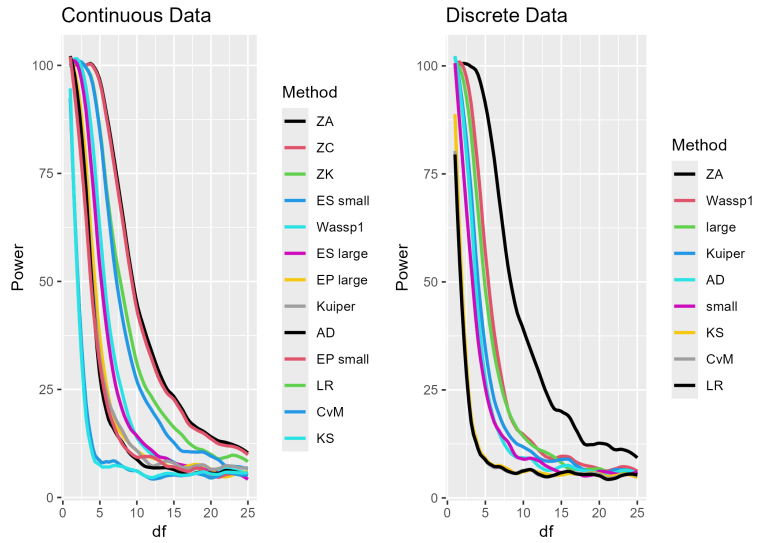 Continuous Data
Power
100
75
50
25
0
0 5 10 15 20 25
df
Method
ZA
ZC
ZK
ES small
Wassp1
ES large
EP large
Kuiper
AD
EP small
LR
CvM
KS
Discrete Data
Power
100
75
50
25
0
0 5 10 15 20 25
df
Method
ZA
Wassp1
large
Kuiper
AD
small
KS
CvM
LR